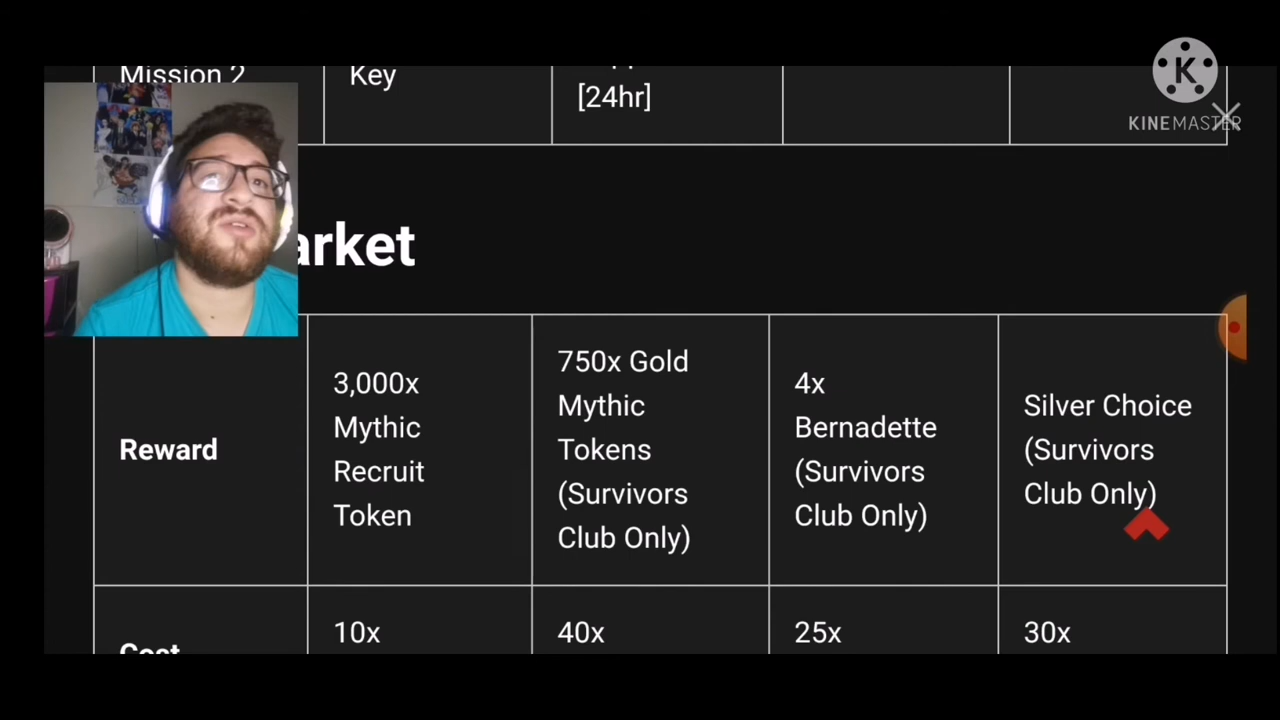 Mission 2
Key
[24hr]
K
KINEMASTER
arket
Reward
3,000x
Mythic
Recruit
Token
750x Gold
Mythic
Tokens
(Survivors
Club Only)
4x
Bernadette
(Survivors
Club Only)
Silver Choice
(Survivors
Club Only)
Cost
10x
40x
25x
30x